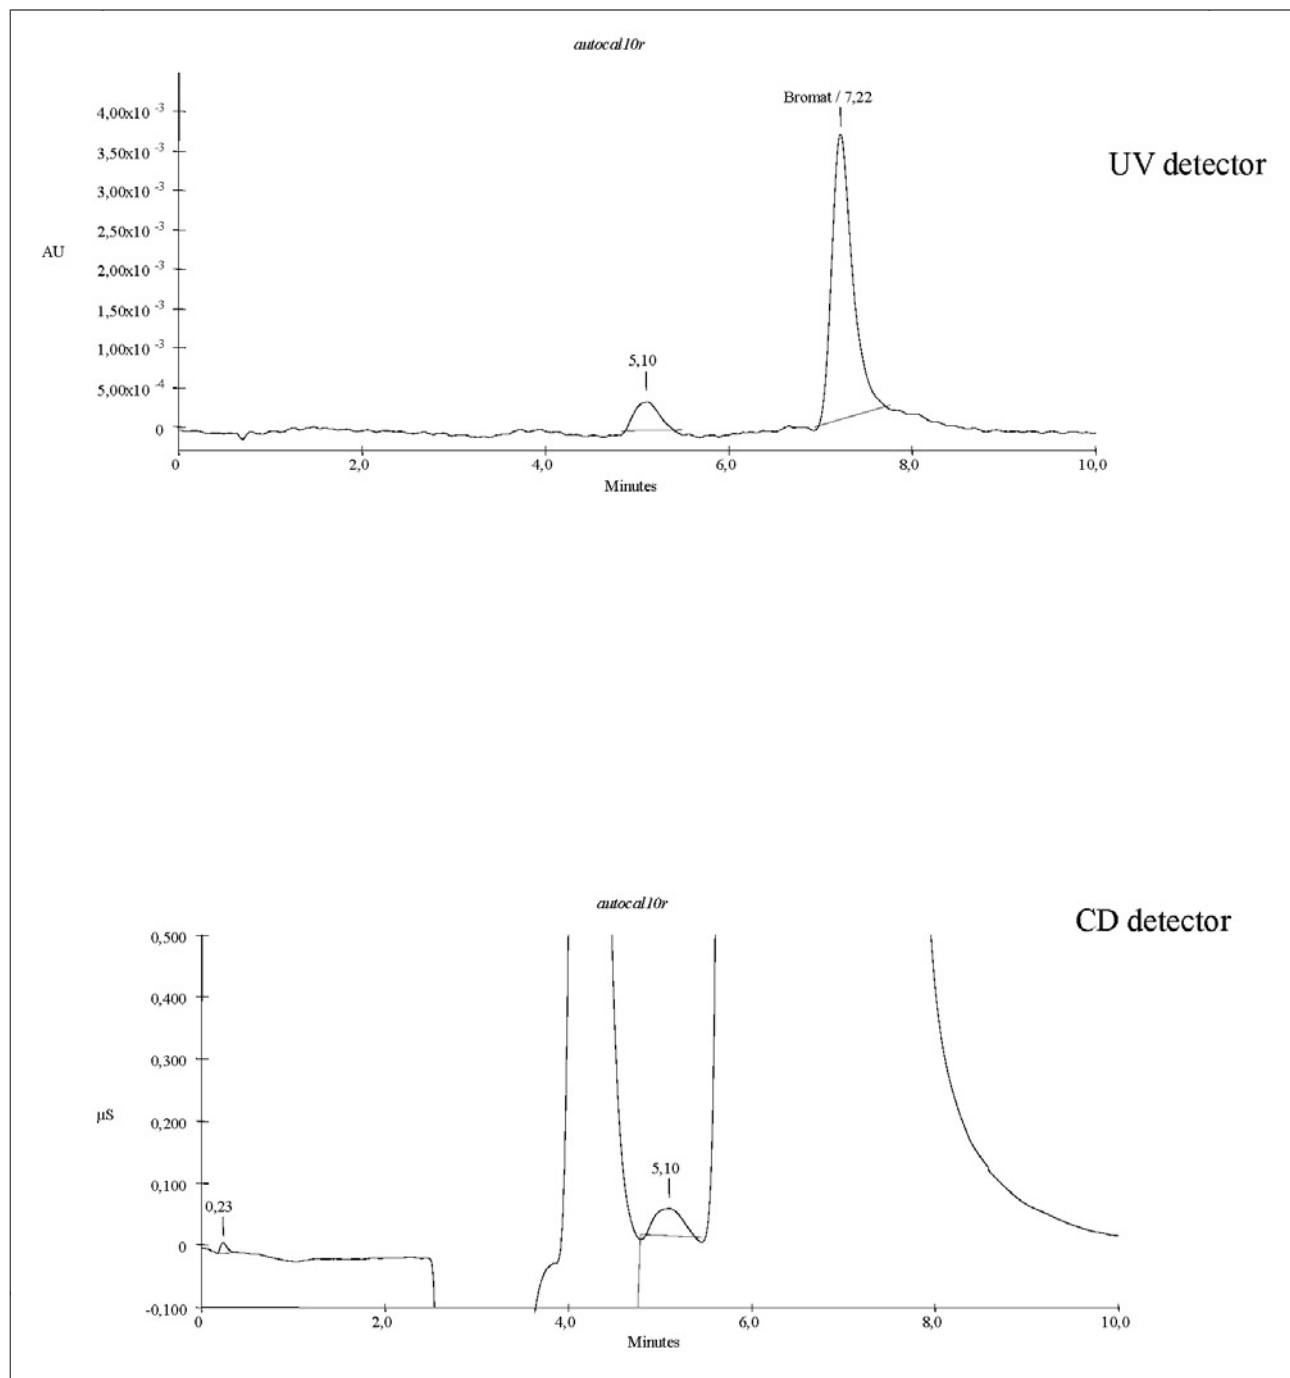 autocal10r
UV detector
Bromat / 7,22
4,00x10 -3
3,50x10 -3
3,00x10 -3
2,50x10 -3
AU
2,00x10 -3
1,50x10 -3
1,00x10 -3
5,10
5,00x10 -4
0
0 2,0 4,0 6,0 8,0 10,0
Minutes
autocal10r
CD detector
0,500
0,400
0,300
0,200
µS
5,10
0,100
0,23
0
-0,100
0 2,0 4,0 6,0 8,0 10,0
Minutes